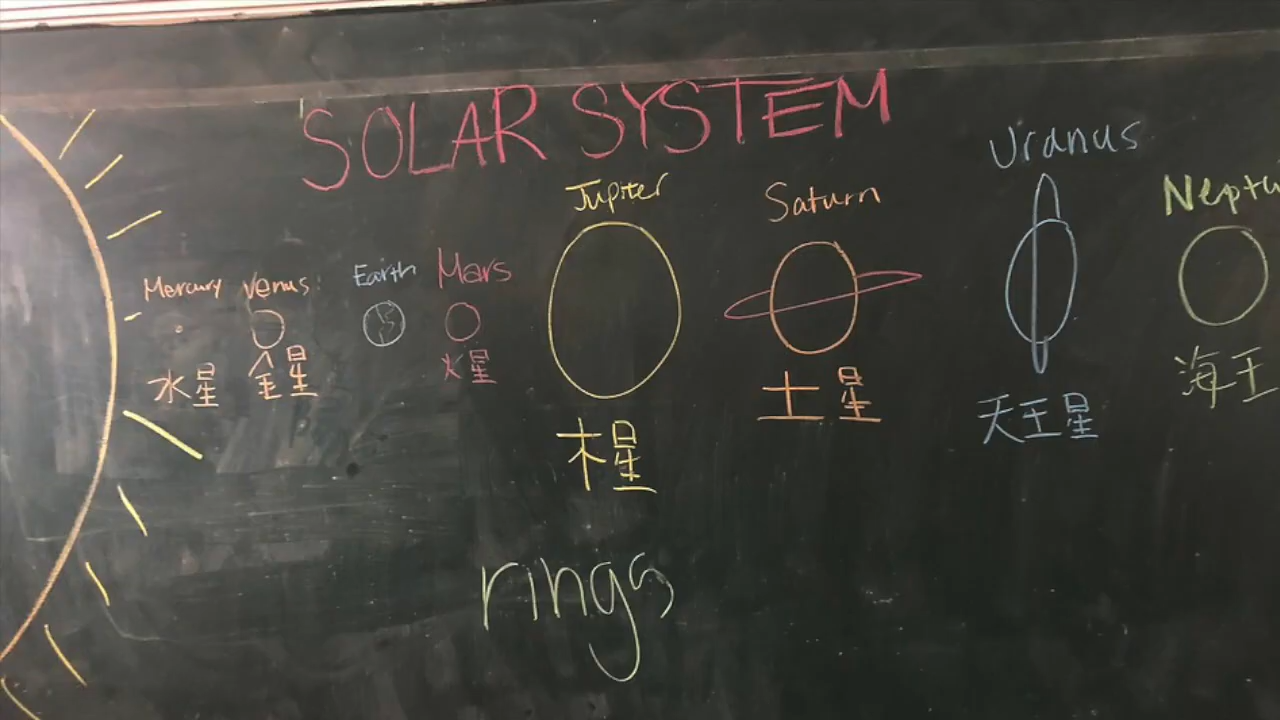 SOLAR SYSTEM
Mercury Venus Earth Mars Jupiter Saturn Uranus Neptu
水星 金星 火星 木星 土星 天王星 海王
rings